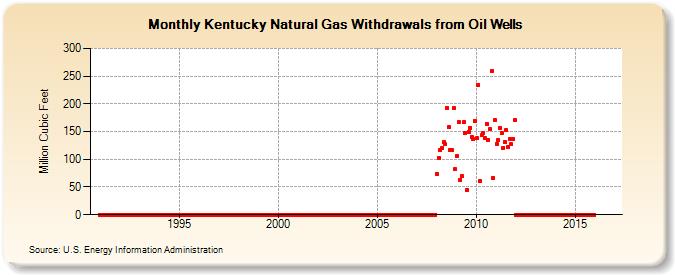 Monthly Kentucky Natural Gas Withdrawals from Oil Wells
Million Cubic Feet
300
250
200
150
100
50
0
1995 2000 2005 2010 2015
Source: U.S. Energy Information Administration